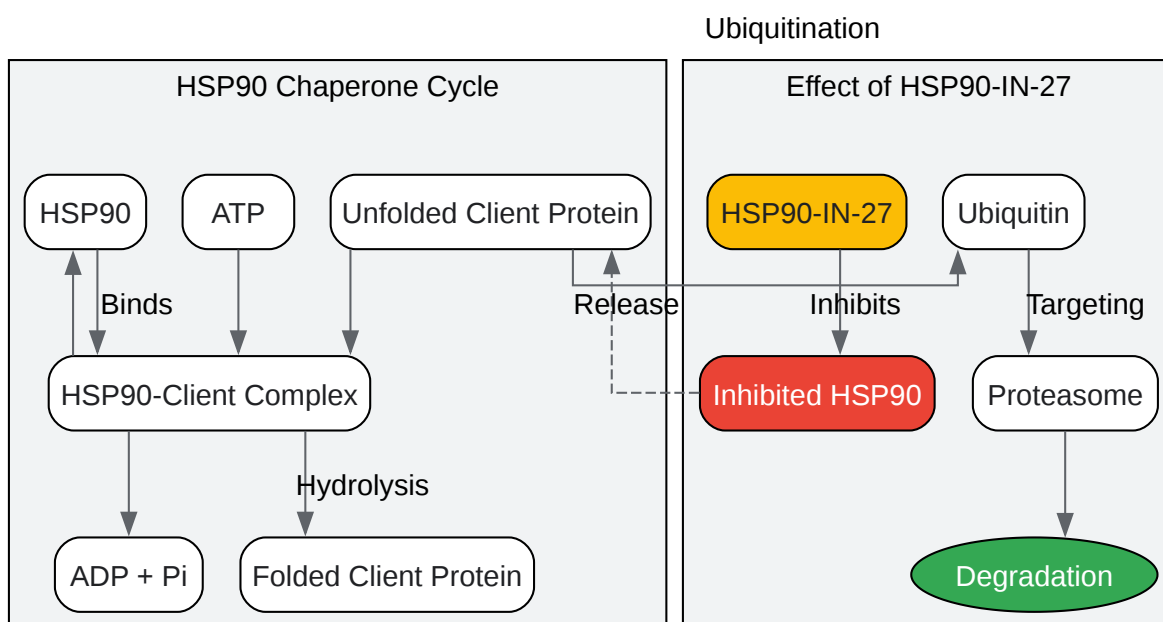 Ubiquitination
HSP90 Chaperone Cycle
Effect of HSP90-IN-27
HSP90
ATP
Unfolded Client Protein
HSP90-IN-27
Ubiquitin
Binds
Release
Inhibits
Targeting
HSP90-Client Complex
Inhibited HSP90
Proteasome
Hydrolysis
ADP + Pi
Folded Client Protein
Degradation